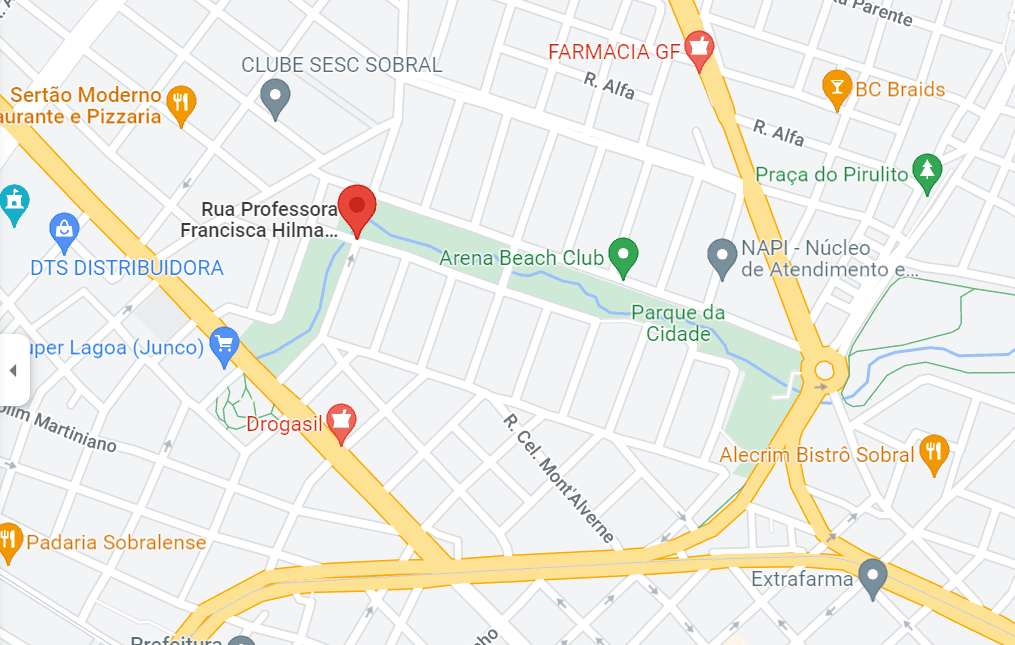 a Parente
CLUBE SESC SOBRAL
FARMACIA GF
R. Alfa
Sertão Moderno
aurante e Pizzaria
BC Braids
R. Alfa
Praça do Pirulito
Rua Professora
Francisca Hilma...
Arena Beach Club
NAPI - Núcleo
de Atendimento e...
DTS DISTRIBUIDORA
Parque da
Cidade
uper Lagoa (Junco)
olim Martiniano
Drogasil
R. Cel. Mont'Alverne
Alecrim Bistrô Sobral
Padaria Sobralense
Extrafarma
Prefeitura
nho